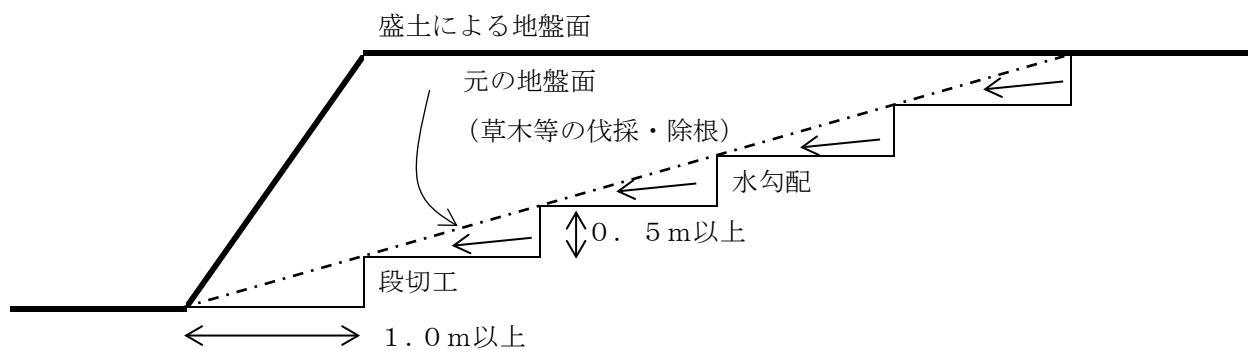 盛土による地盤面
元の地盤面
（草木等の伐採・除根）
水勾配
０．５ｍ以上
段切工
１.０ｍ以上